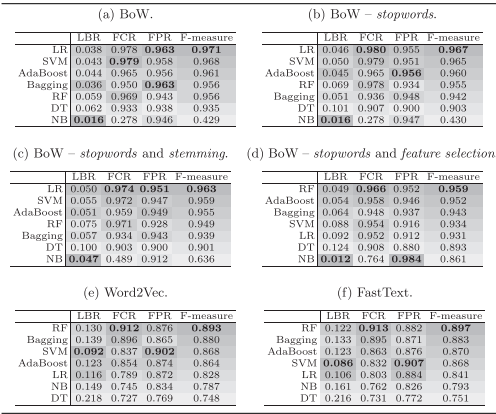 (a) BoW.
LBR FCR FPR F-measure
LR 0.038 0.978 0.963 0.971
SVM 0.043 0.979 0.958 0.968
AdaBoost 0.044 0.965 0.956 0.961
Bagging 0.036 0.950 0.963 0.956
RF 0.059 0.969 0.943 0.956
DT 0.062 0.933 0.938 0.935
NB 0.016 0.278 0.946 0.429
(b) BoW – stopwords.
LBR FCR FPR F-measure
LR 0.046 0.980 0.955 0.967
SVM 0.050 0.979 0.951 0.965
AdaBoost 0.045 0.965 0.956 0.960
RF 0.069 0.978 0.934 0.955
Bagging 0.051 0.936 0.948 0.942
DT 0.101 0.907 0.900 0.903
NB 0.016 0.278 0.947 0.430
(c) BoW – stopwords and stemming.
LBR FCR FPR F-measure
LR 0.050 0.974 0.951 0.963
SVM 0.055 0.972 0.947 0.959
AdaBoost 0.051 0.959 0.949 0.955
RF 0.075 0.971 0.928 0.949
Bagging 0.057 0.934 0.943 0.939
DT 0.100 0.903 0.900 0.901
NB 0.047 0.489 0.912 0.636
(d) BoW – stopwords and feature selection
LBR FCR FPR F-measure
RF 0.049 0.966 0.952 0.959
AdaBoost 0.054 0.958 0.946 0.952
Bagging 0.064 0.948 0.937 0.943
SVM 0.088 0.954 0.916 0.934
LR 0.092 0.952 0.912 0.931
DT 0.124 0.908 0.880 0.893
NB 0.012 0.764 0.984 0.861
(e) Word2Vec.
LBR FCR FPR F-measure
RF 0.130 0.912 0.876 0.893
Bagging 0.139 0.896 0.865 0.880
SVM 0.092 0.837 0.902 0.868
AdaBoost 0.123 0.854 0.874 0.864
LR 0.116 0.789 0.872 0.828
NB 0.149 0.745 0.834 0.787
DT 0.218 0.727 0.769 0.748
(f) FastText.
LBR FCR FPR F-measure
RF 0.122 0.913 0.882 0.897
Bagging 0.133 0.895 0.871 0.883
AdaBoost 0.123 0.863 0.876 0.870
SVM 0.086 0.832 0.907 0.868
LR 0.106 0.803 0.884 0.841
NB 0.161 0.762 0.826 0.793
DT 0.216 0.731 0.772 0.751